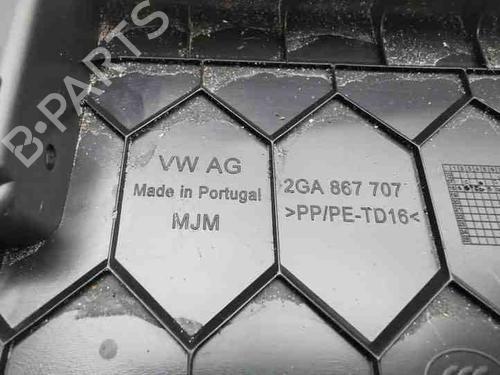 B-PARTS
VW AG
Made in Portugal
MJM
2GA 867 707
>PP/PE-TD16<